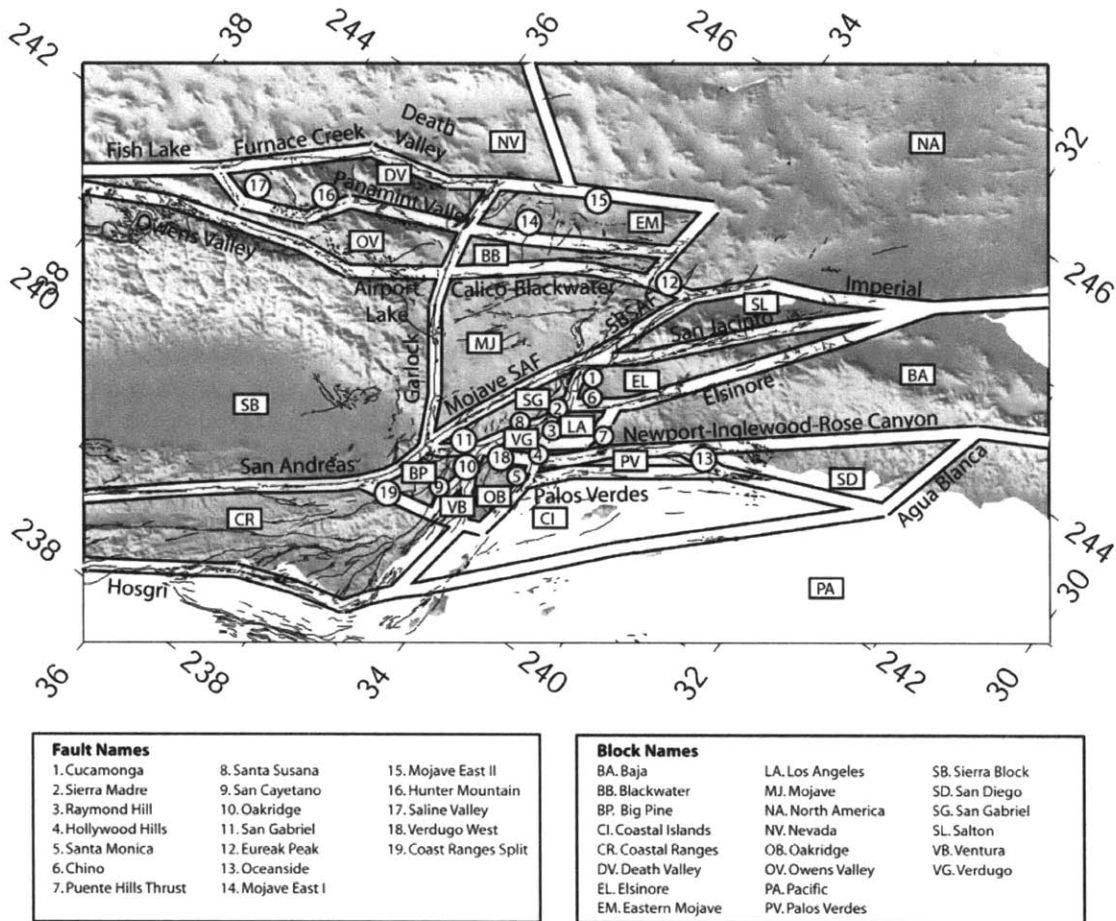 242
38
244
36
246
34
Fish Lake
Furnace Creek
Death
Valley
NV
NA
32
17
DV
16
Panamint Valley
15
14
EM
Owens Valley
OV
BB
12
246
240
Airport
Lake
Calico Blackwater
SL
Imperial
SBSAF
San Jacinto
MJ
Garlock
Mojave SAF
1
EL
BA
SB
SG
6
Elsinore
2
8
3
LA
7
Newport-Inglewood-Rose Canyon
11
VG
4
San Andreas
BP
10
18
PV
13
5
SD
19
9
VB
OB
Palos Verdes
Agua Blanca
CR
CI
238
244
Hosgri
PA
30
36
238
34
240
32
242
30
Fault Names
1. Cucamonga
2. Sierra Madre
3. Raymond Hill
4. Hollywood Hills
5. Santa Monica
6. Chino
7. Puente Hills Thrust
8. Santa Susana
9. San Cayetano
10. Oakridge
11. San Gabriel
12. Eureak Peak
13. Oceanside
14. Mojave East I
15. Mojave East II
16. Hunter Mountain
17. Saline Valley
18. Verdugo West
19. Coast Ranges Split
Block Names
BA. Baja
BB. Blackwater
BP. Big Pine
CI. Coastal Islands
CR. Coastal Ranges
DV. Death Valley
EL. Elsinore
EM. Eastern Mojave
LA. Los Angeles
MJ. Mojave
NA. North America
NV. Nevada
OB. Oakridge
OV. Owens Valley
PA. Pacific
PV. Palos Verdes
SB. Sierra Block
SD. San Diego
SG. San Gabriel
SL. Salton
VB. Ventura
VG. Verdugo